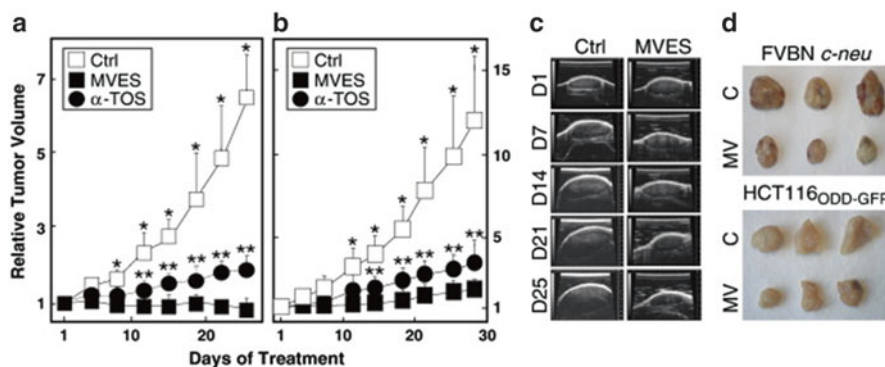 a
b
c
d
Relative Tumor Volume
7
5
3
1
Ctrl
MVES
α-TOS
*
*
*
*
*
*
**
**
**
**
**
1
10
20
Ctrl
MVES
α-TOS
*
*
*
*
*
*
**
**
**
**
**
15
10
5
1
1
10
20
30
Days of Treatment
Ctrl MVES
D1
D7
D14
D21
D25
FVBN c-neu
C
MV
HCT116ODD-GFP
C
MV